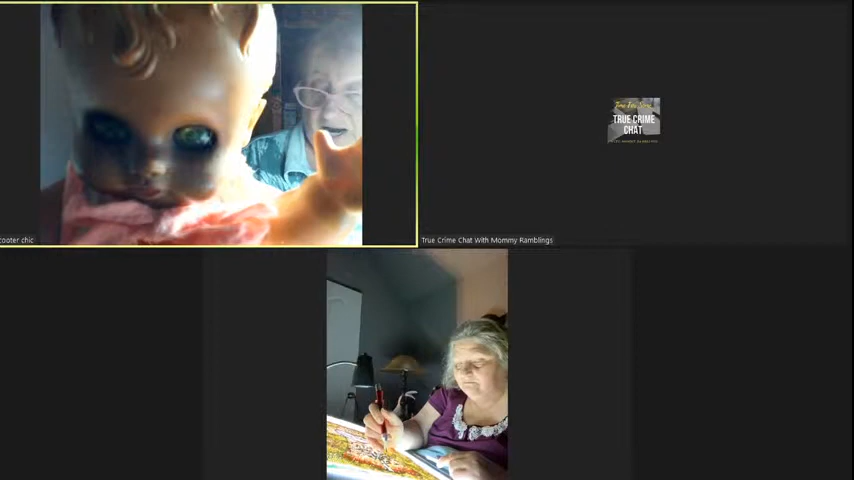 TRUE CRIME
CHAT
cooter chic
True Crime Chat With Mommy Ramblings